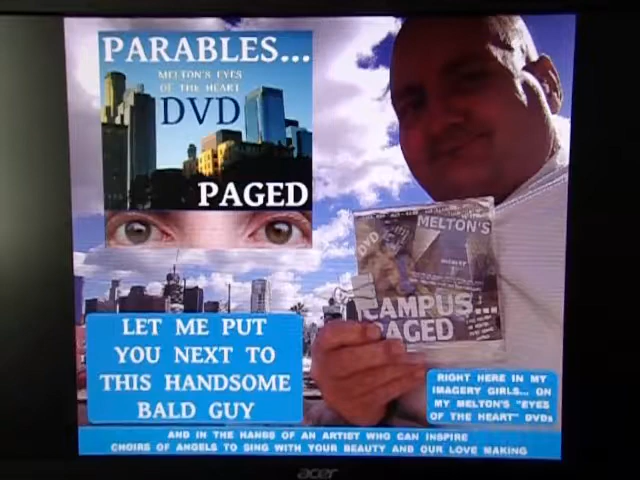 PARABLES...
MELTON'S EYES
OF THE HEART
DVD
PAGED
DVD
MELTON'S
CAMPUS...
PAGED
LET ME PUT
YOU NEXT TO
THIS HANDSOME
BALD GUY
RIGHT HERE IN MY
IMAGERY GIRLS... ON
MY MELTON'S "EYES
OF THE HEART" DVDs
AND IN THE HANDS OF AN ARTIST WHO CAN INSPIRE
CHOIRS OF ANGELS TO SING WITH YOUR BEAUTY AND OUR LOVE MAKING
acer